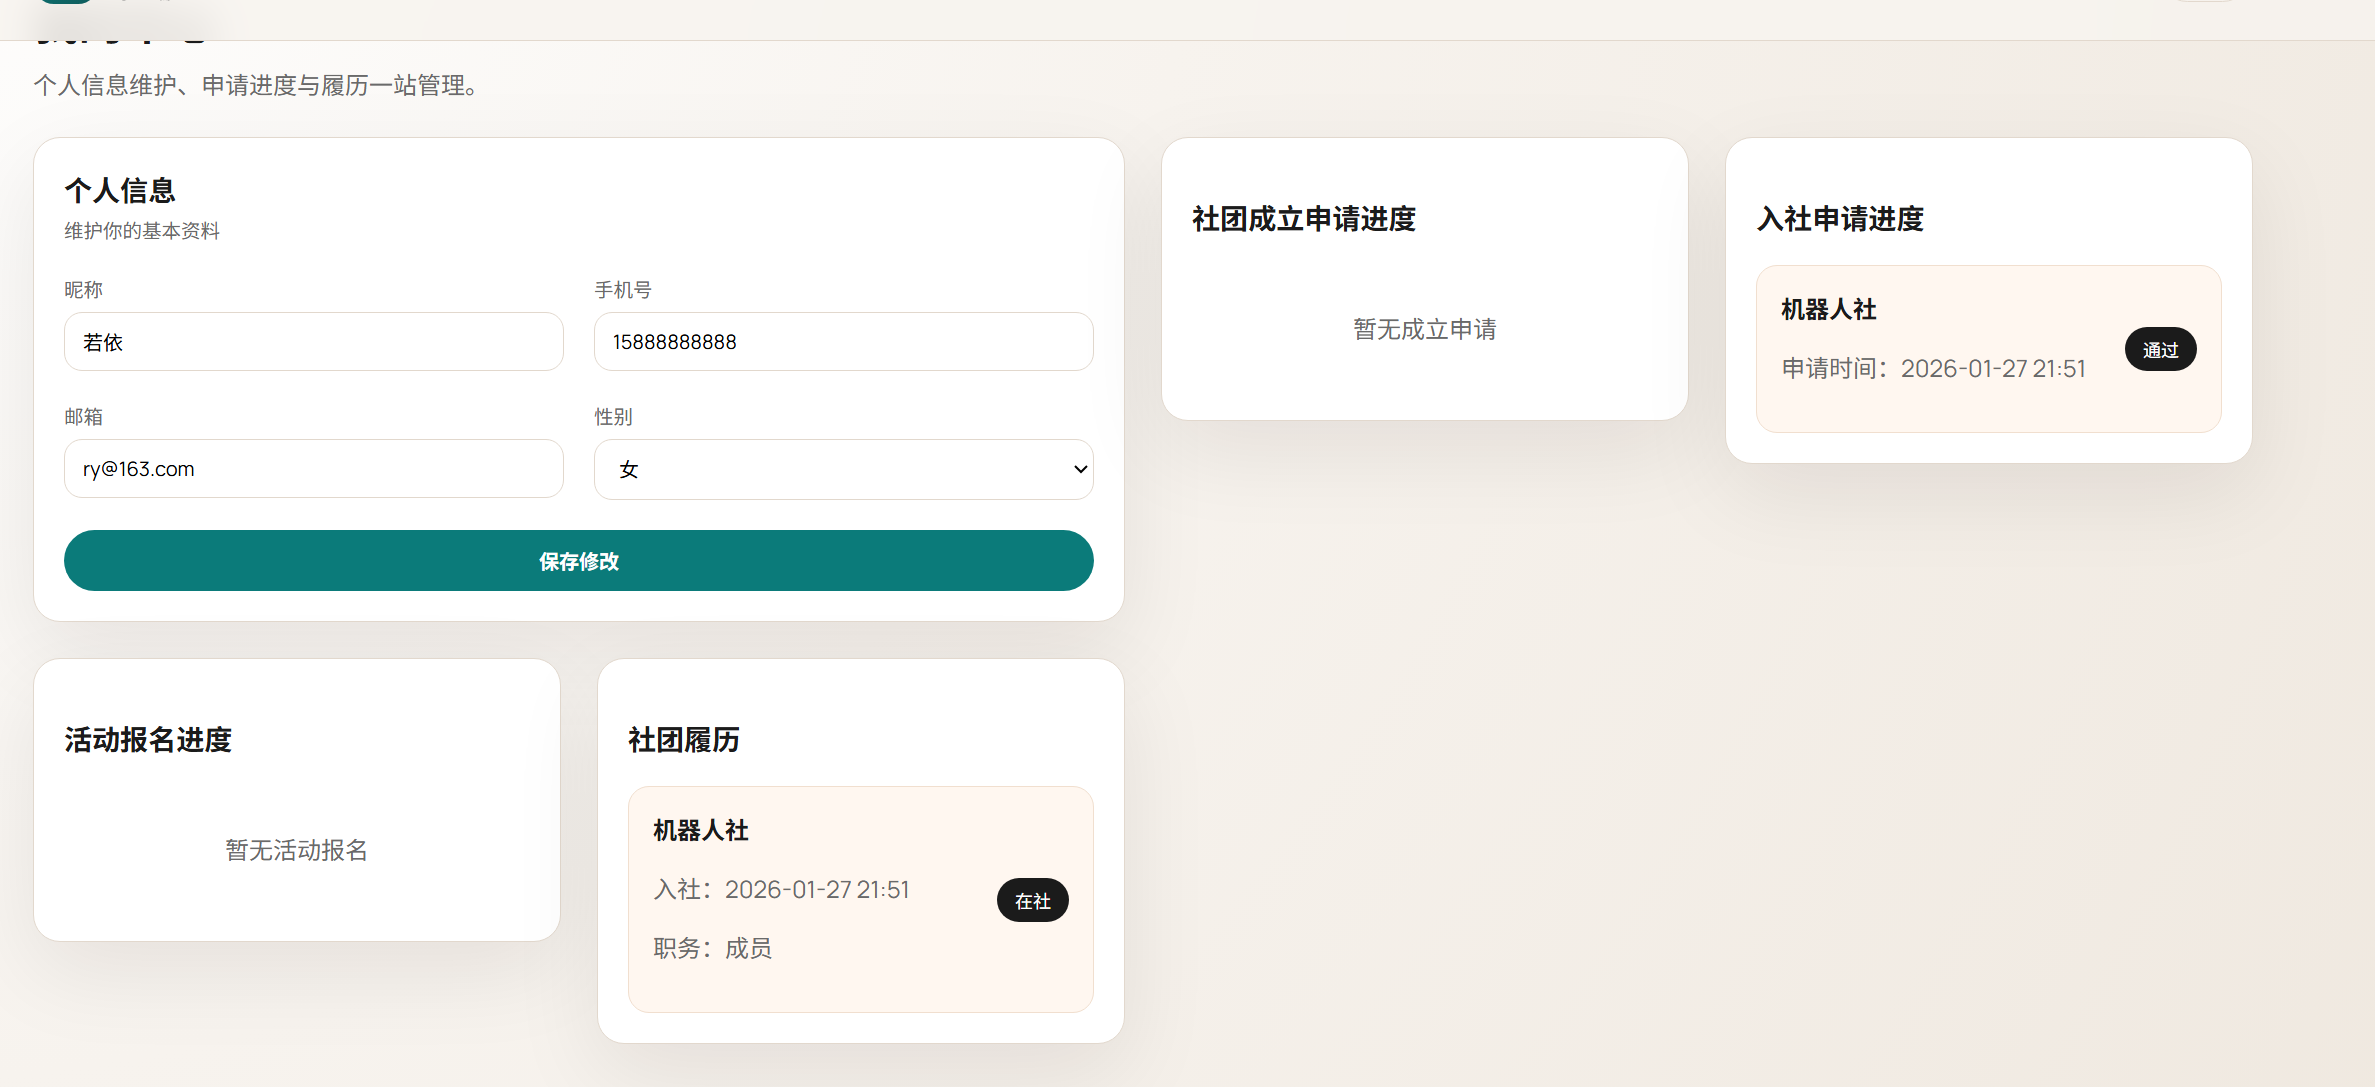 个人信息维护、申请进度与履历一站管理。
个人信息
维护你的基本资料
昵称
手机号
若依
15888888888
邮箱
性别
ry@163.com
女
保存修改
社团成立申请进度
暂无成立申请
入社申请进度
机器人社
申请时间：2026-01-27 21:51
通过
活动报名进度
暂无活动报名
社团履历
机器人社
入社：2026-01-27 21:51
职务：成员
在社